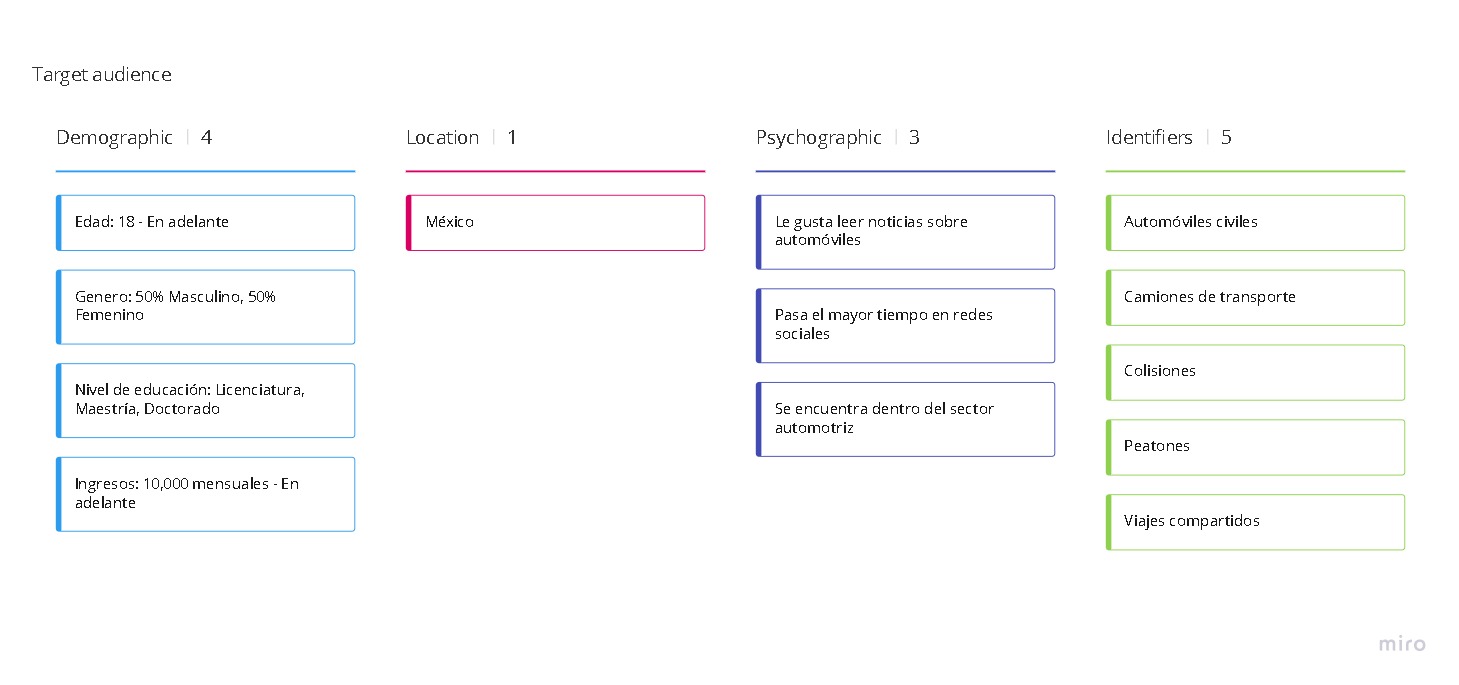 Target audience
Demographic | 4
Edad: 18 - En adelante
Genero: 50% Masculino, 50%
Femenino
Nivel de educación: Licenciatura,
Maestría, Doctorado
Ingresos: 10,000 mensuales - En
adelante
Location | 1
México
Psychographic | 3
Le gusta leer noticias sobre
automóviles
Pasa el mayor tiempo en redes
sociales
Se encuentra dentro del sector
automotriz
Identifiers | 5
Automóviles civiles
Camiones de transporte
Colisiones
Peatones
Viajes compartidos
miro